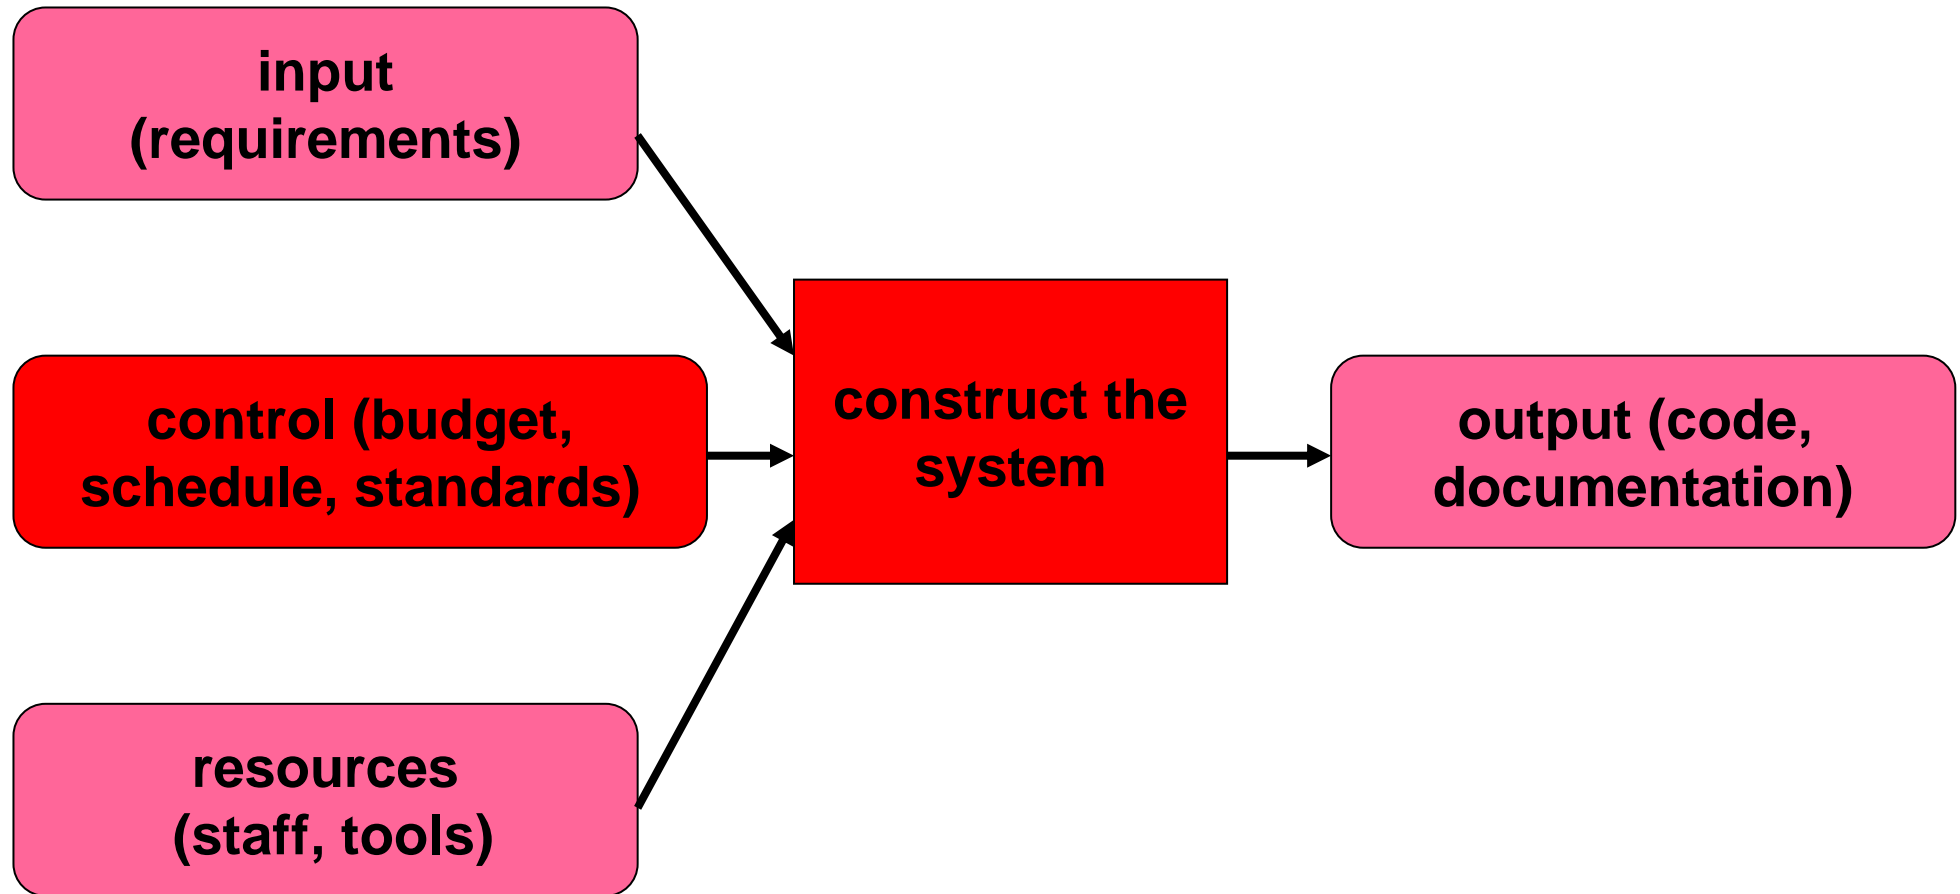 input
(requirements)
control (budget,
schedule, standards)
resources
(staff, tools)
construct the
system
output (code,
documentation)